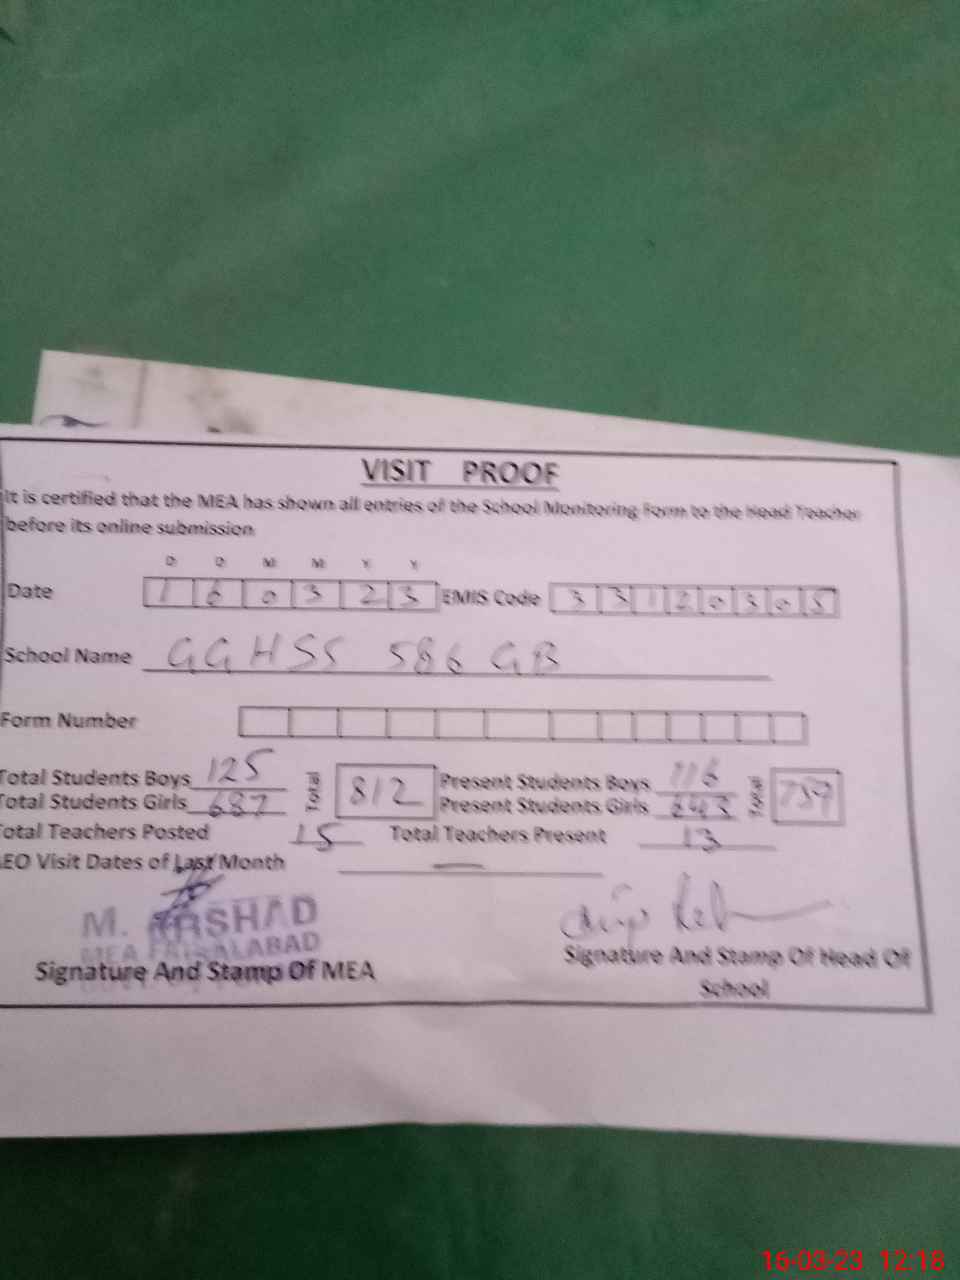 VISIT PROOF
It is certified that the MEA has shown all entries of the School Monitoring Form to the Head Teacher
before its online submission
D D M M Y Y
Date 1 6 0 3 2 3 EMIS Code 3 3 1 2 0 3 0 5
School Name GGHSS 586 GB
Form Number
Total Students Boys 125 Total 812 Present Students Boys 116 Total 759
Total Students Girls 687 Present Students Girls 643
Total Teachers Posted 15 Total Teachers Present 13
AEO Visit Dates of Last Month —
M. ARSHAD
MEA FAISALABAD
Signature And Stamp Of MEA
Signature And Stamp Of Head Of
School
16-03-23 12:18